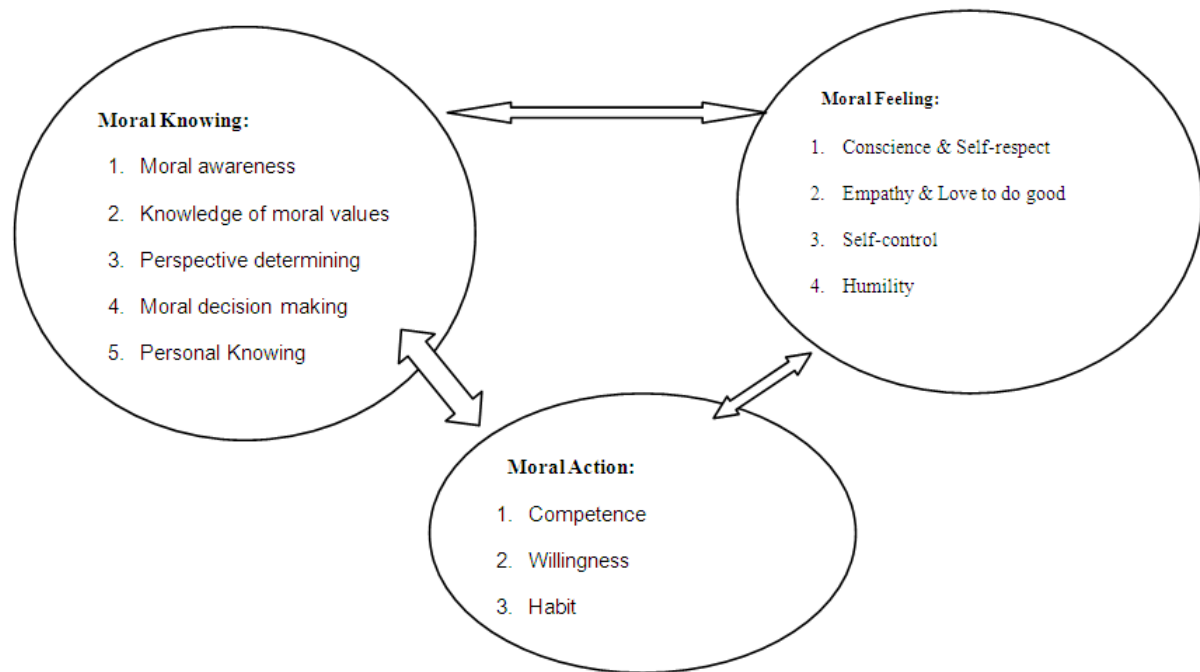 Moral Knowing:
1. Moral awareness
2. Knowledge of moral values
3. Perspective determining
4. Moral decision making
5. Personal Knowing
Moral Feeling:
1. Conscience & Self-respect
2. Empathy & Love to do good
3. Self-control
4. Humility
Moral Action:
1. Competence
2. Willingness
3. Habit